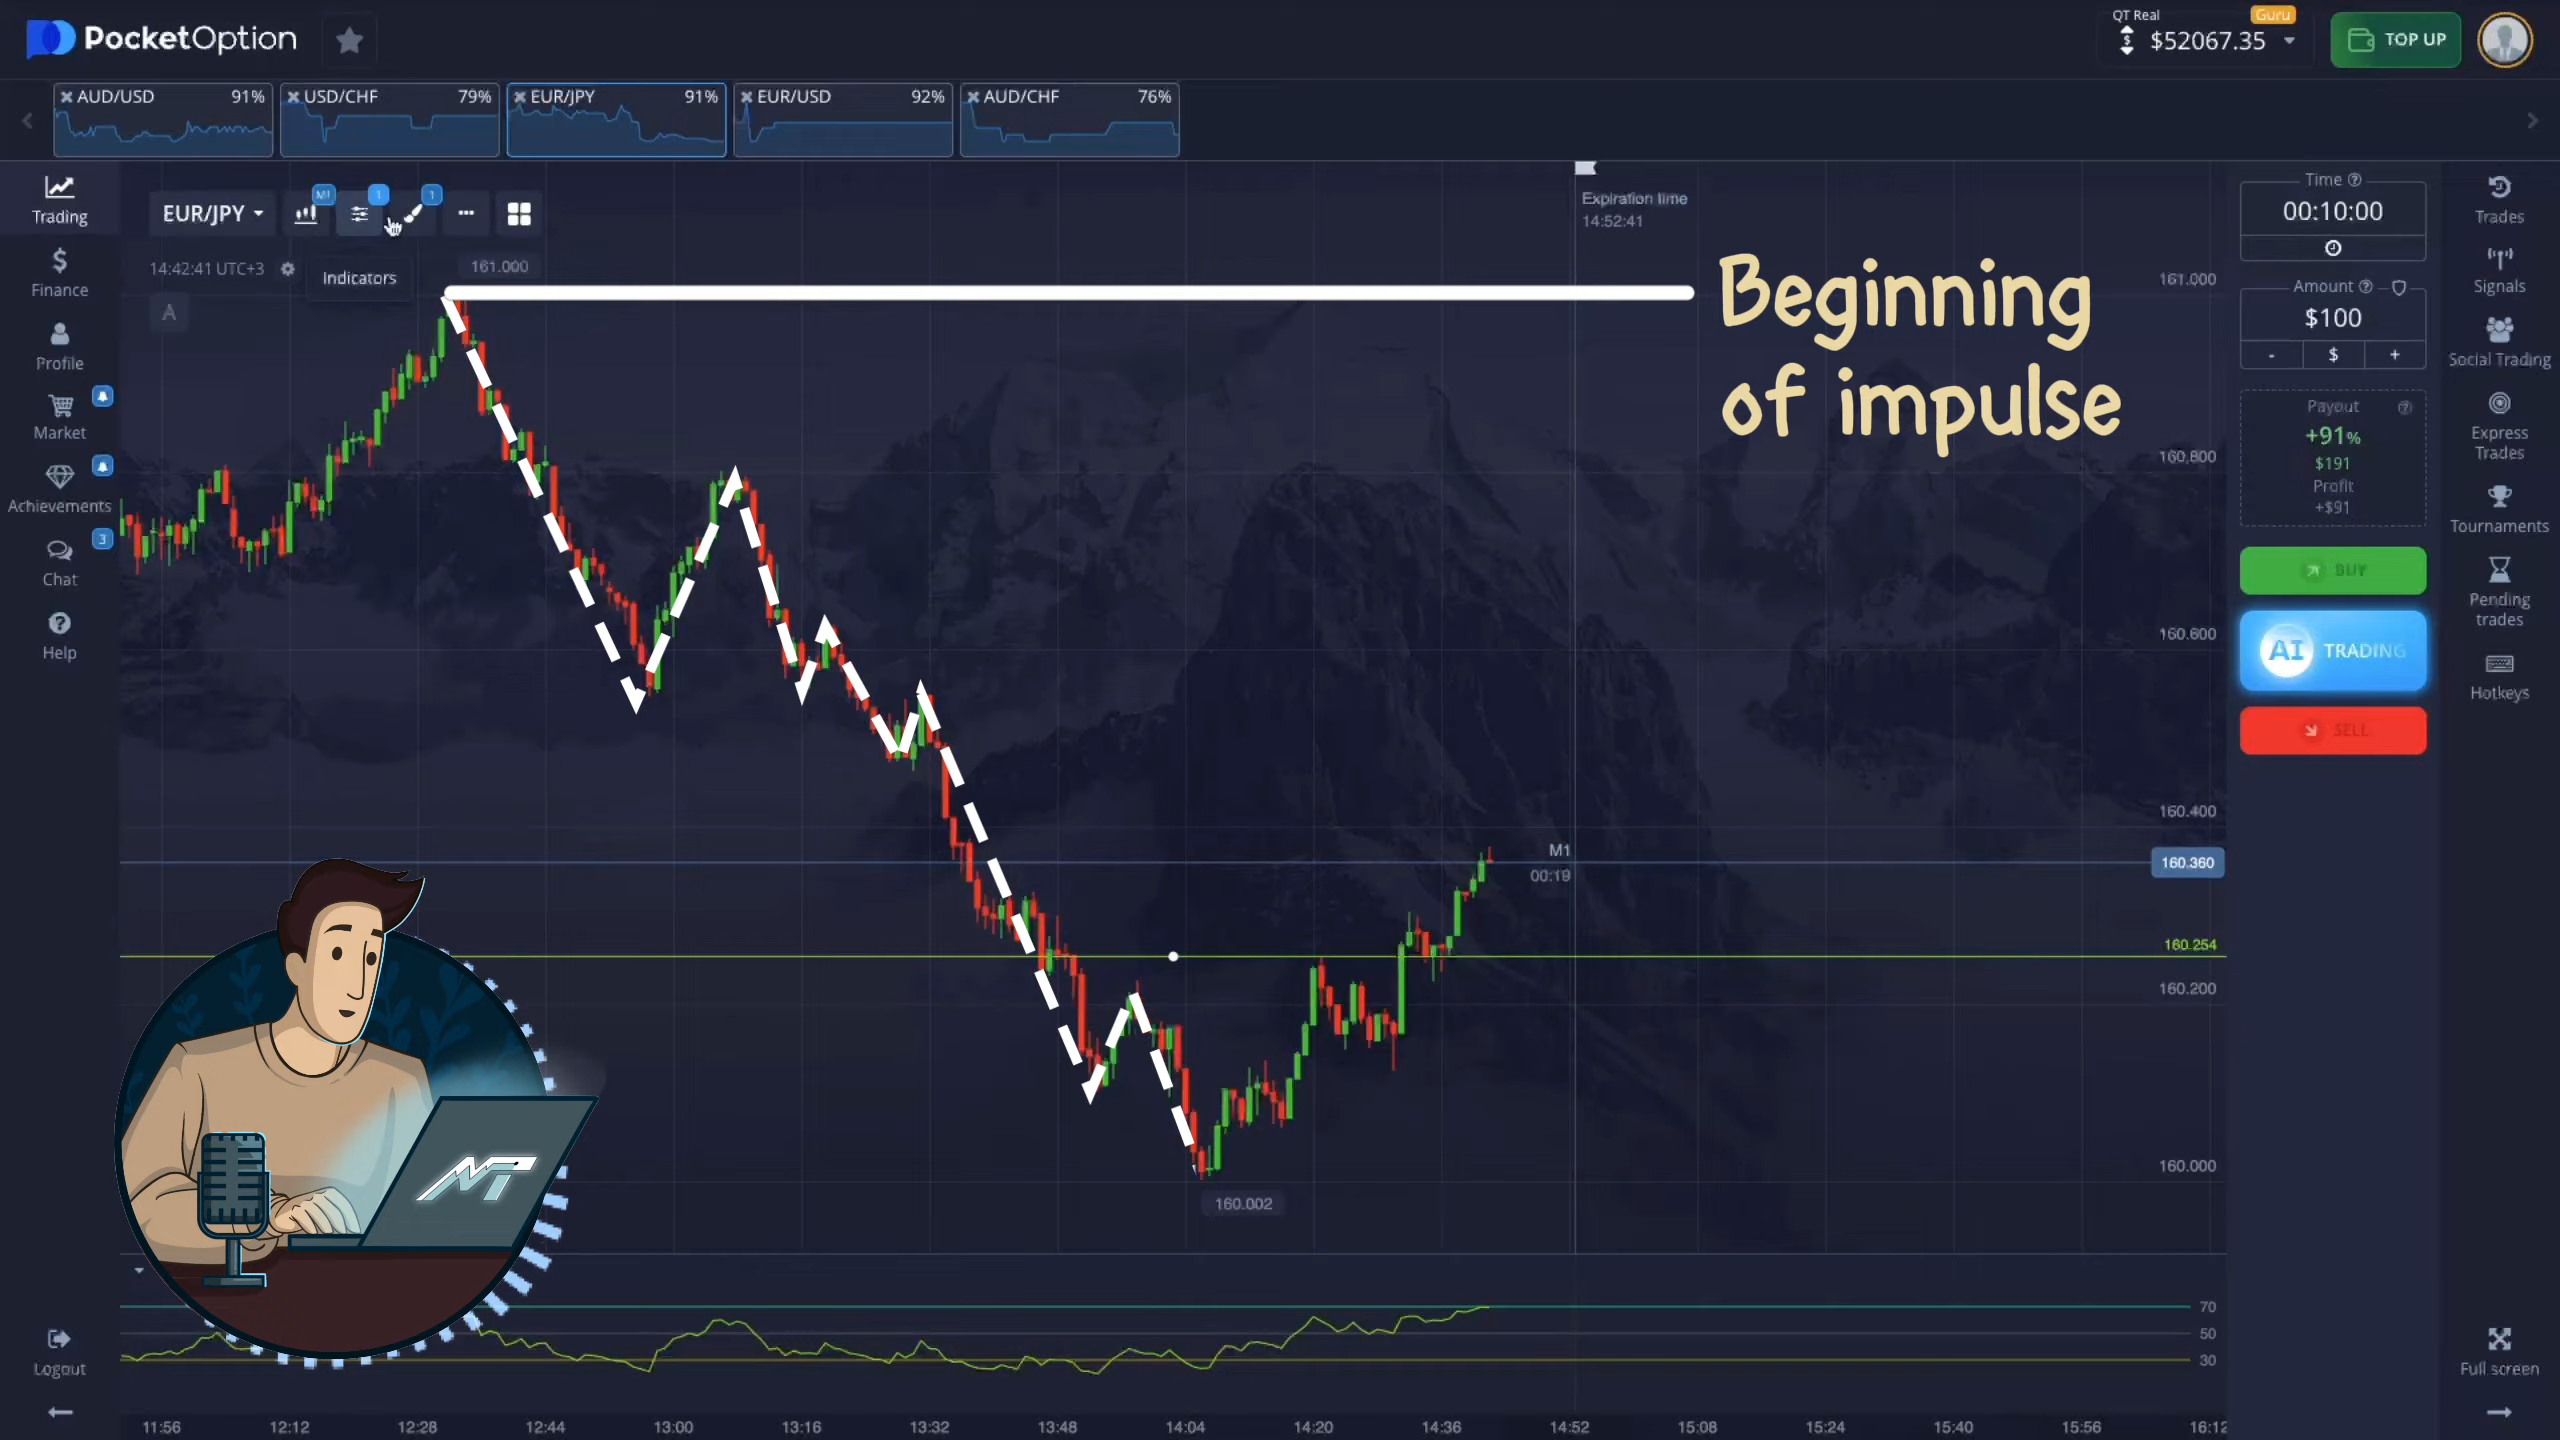 PocketOption
QT Real
Guru
$52067.35
TOP UP
AUD/USD 91%
USD/CHF 79%
EUR/JPY 91%
EUR/USD 92%
AUD/CHF 76%
Trading
Finance
Profile
Market
Achievements
3
Chat
Help
Logout
EUR/JPY
M1
1
1
14:42:41 UTC+3
Indicators
A
161.000
Expiration time
14:52:41
Beginning
of impulse
161.000
160.800
160.600
160.400
160.360
160.254
160.200
160.000
M1
00:19
160.002
70
50
30
11:56 12:12 12:28 12:44 13:00 13:16 13:32 13:48 14:04 14:20 14:36 14:52 15:08 15:24 15:40 15:56 16:12
Time
00:10:00
Amount
$100
- $ +
Payout
+91%
$191
Profit
+$91
BUY
AI TRADING
SELL
Trades
Signals
Social Trading
Express
Trades
Tournaments
Pending
trades
Hotkeys
Full screen